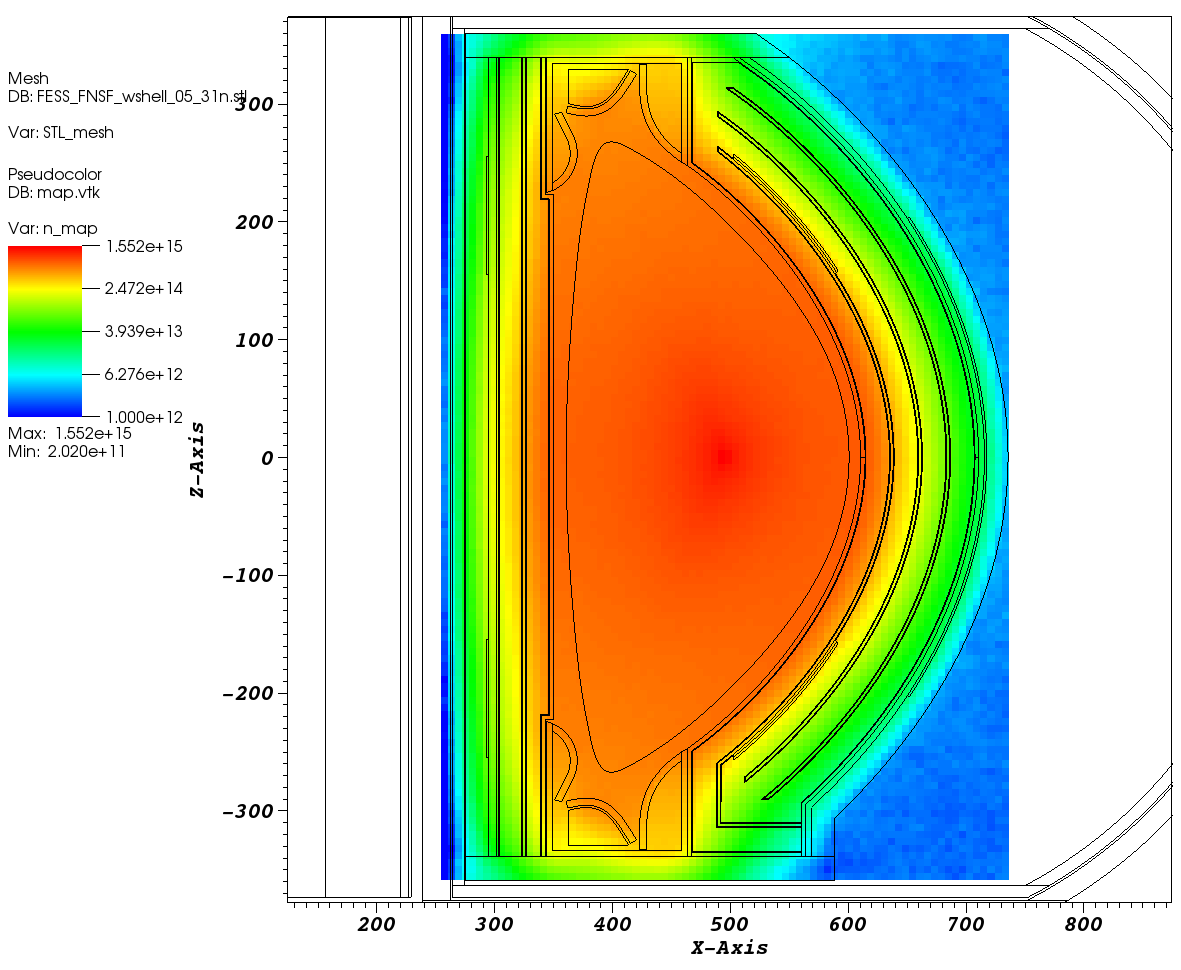 Mesh
DB: FESS_FNSF_wshell_05_31n.stl
Var: STL_mesh
Pseudocolor
DB: map.vtk
Var: n_map
1.552e+15
2.472e+14
3.939e+13
6.276e+12
1.000e+12
Max: 1.552e+15
Min: 2.020e+11
Z-Axis
300
200
100
0
-100
-200
-300
200
300
400
500
600
700
800
X-Axis